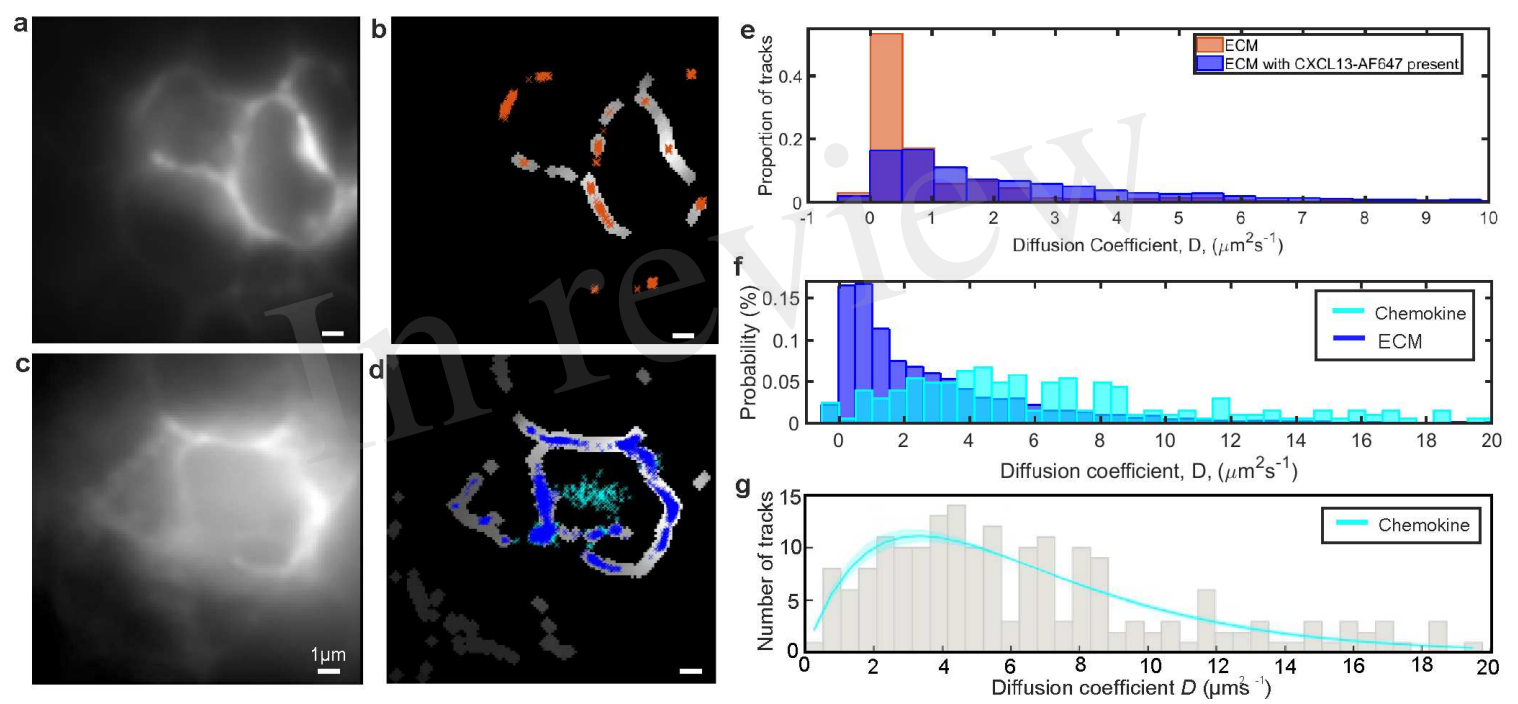 a
b
c
1µm
d
e
Proportion of tracks
0.4
0.2
0
-1 0 1 2 3 4 5 6 7 8 9 10
Diffusion Coefficient, D, (µm²s⁻¹)
ECM
ECM with CXCL13-AF647 present
f
Probability (%)
0.15
0.1
0.05
0
0 2 4 6 8 10 12 14 16 18 20
Diffusion coefficient, D, (µm²s⁻¹)
Chemokine
ECM
g
Number of tracks
15
10
5
0
0 2 4 6 8 10 12 14 16 18 20
Diffusion coefficient D (µms² ⁻¹)
Chemokine
In review